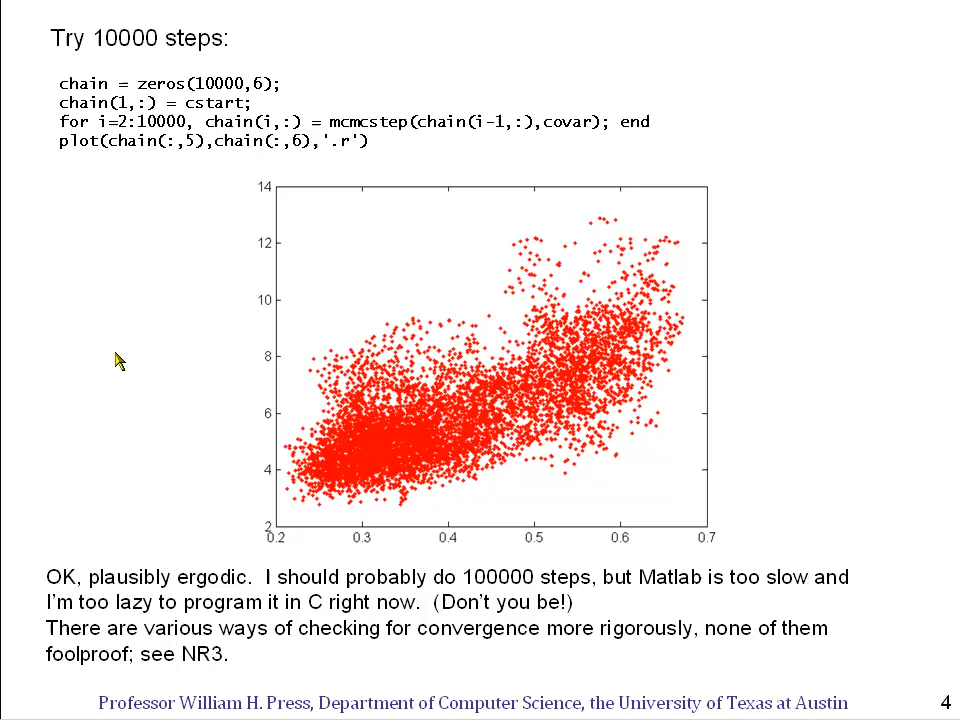 Try 10000 steps:
chain = zeros(10000,6);
chain(1,:) = cstart;
for i=2:10000, chain(i,:) = mcmcstep(chain(i-1,:),covar); end
plot(chain(:,5),chain(:,6),'.r')
14
12
10
8
6
4
2
0.2 0.3 0.4 0.5 0.6 0.7
OK, plausibly ergodic. I should probably do 100000 steps, but Matlab is too slow and
I'm too lazy to program it in C right now. (Don't you be!)
There are various ways of checking for convergence more rigorously, none of them
foolproof; see NR3.
Professor William H. Press, Department of Computer Science, the University of Texas at Austin
4